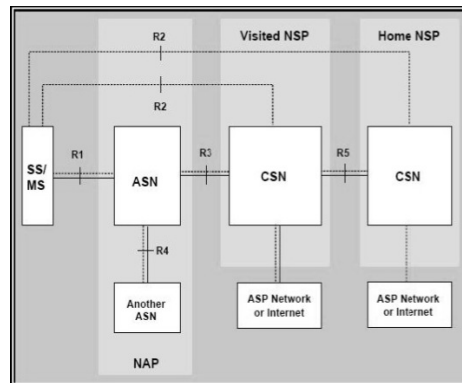 R2
Visited NSP
Home NSP
R2
R1
R3
R5
SS/
MS
ASN
CSN
CSN
R4
Another
ASN
ASP Network
or Internet
ASP Network
or Internet
NAP